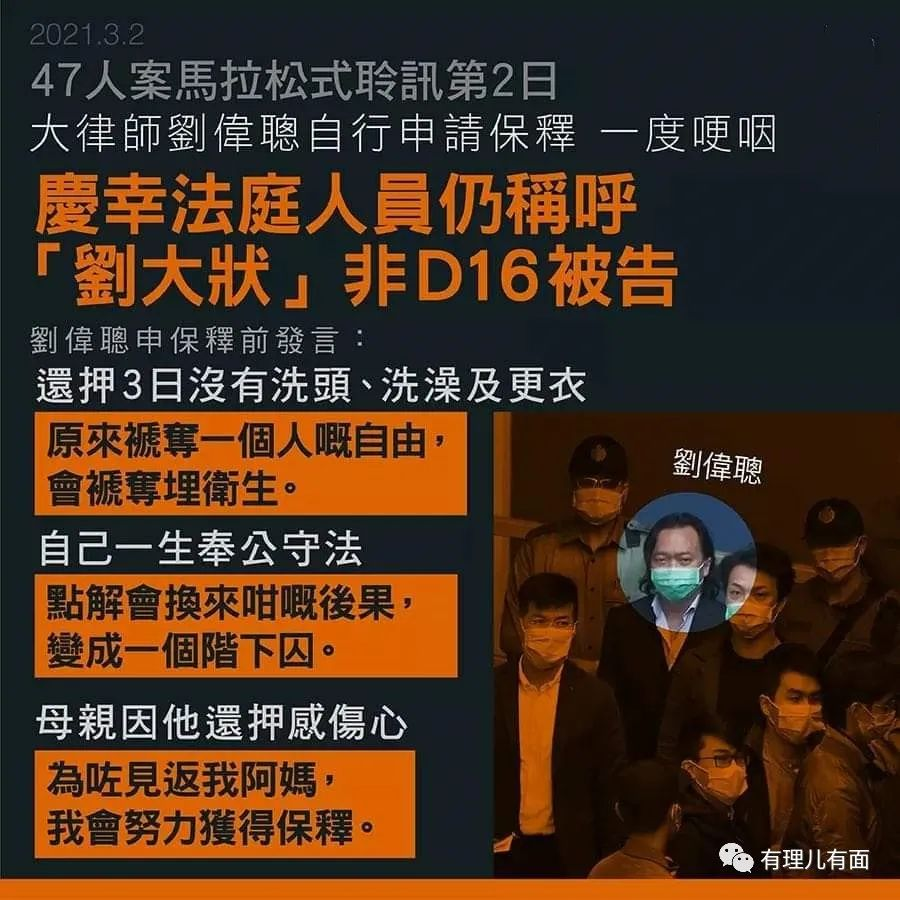 2021.3.2
47人案馬拉松式聆訊第2日
大律師劉偉聰自行申請保釋 一度哽咽
慶幸法庭人員仍稱呼
「劉大狀」非D16被告
劉偉聰申保釋前發言：
還押3日沒有洗頭、洗澡及更衣
原來褫奪一個人嘅自由，
會褫奪埋衛生。
自己一生奉公守法
點解會換來咁嘅後果，
變成一個階下囚。
母親因他還押感傷心
為咗見返我阿媽，
我會努力獲得保釋。
劉偉聰
有理儿有面